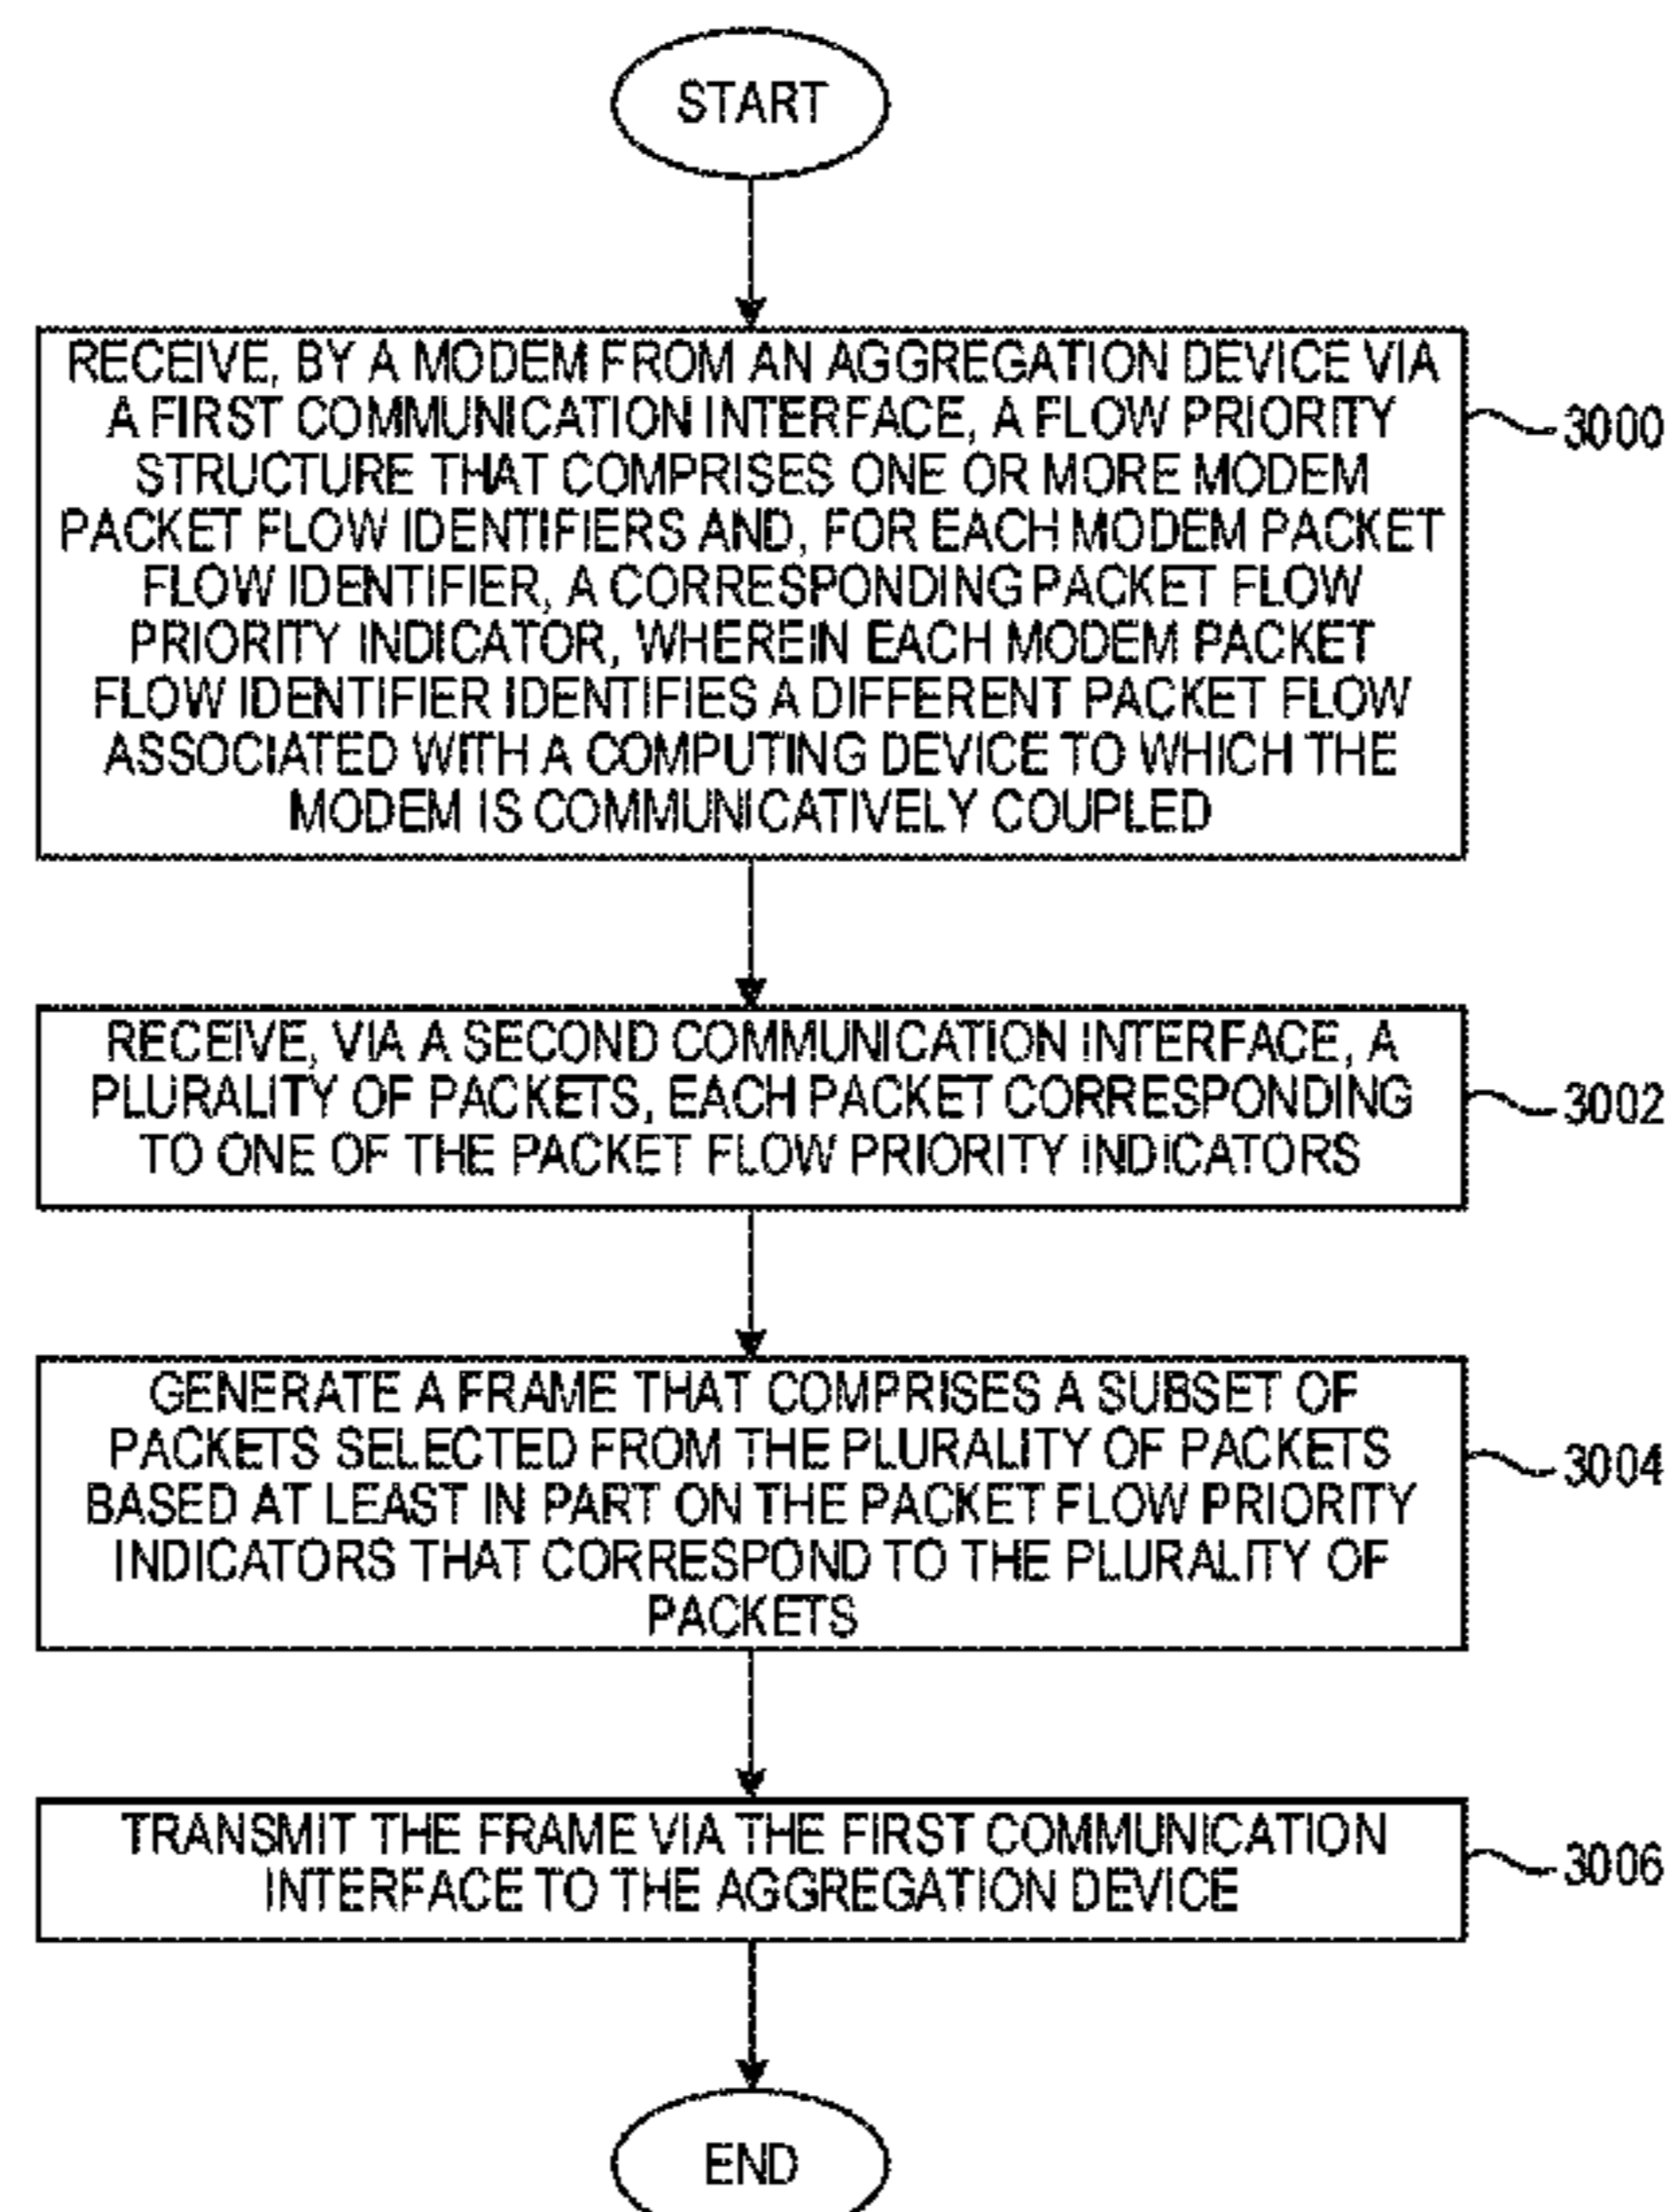 START
RECEIVE, BY A MODEM FROM AN AGGREGATION DEVICE VIA
A FIRST COMMUNICATION INTERFACE, A FLOW PRIORITY
STRUCTURE THAT COMPRISES ONE OR MORE MODEM
PACKET FLOW IDENTIFIERS AND, FOR EACH MODEM PACKET
FLOW IDENTIFIER, A CORRESPONDING PACKET FLOW
PRIORITY INDICATOR, WHEREIN EACH MODEM PACKET
FLOW IDENTIFIER IDENTIFIES A DIFFERENT PACKET FLOW
ASSOCIATED WITH A COMPUTING DEVICE TO WHICH THE
MODEM IS COMMUNICATIVELY COUPLED
3000
RECEIVE, VIA A SECOND COMMUNICATION INTERFACE, A
PLURALITY OF PACKETS, EACH PACKET CORRESPONDING
TO ONE OF THE PACKET FLOW PRIORITY INDICATORS
3002
GENERATE A FRAME THAT COMPRISES A SUBSET OF
PACKETS SELECTED FROM THE PLURALITY OF PACKETS
BASED AT LEAST IN PART ON THE PACKET FLOW PRIORITY
INDICATORS THAT CORRESPOND TO THE PLURALITY OF
PACKETS
3004
TRANSMIT THE FRAME VIA THE FIRST COMMUNICATION
INTERFACE TO THE AGGREGATION DEVICE
3006
END